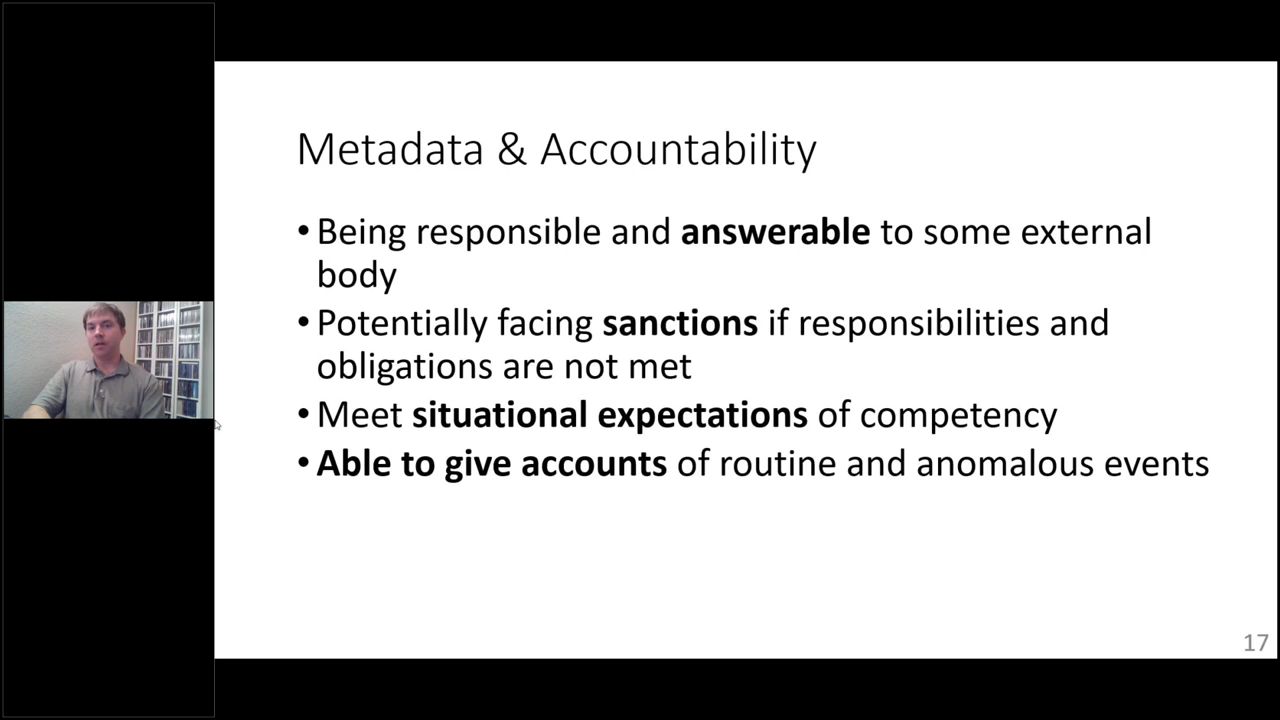 Metadata & Accountability
•Being responsible and answerable to some external
body
•Potentially facing sanctions if responsibilities and
obligations are not met
•Meet situational expectations of competency
•Able to give accounts of routine and anomalous events
17